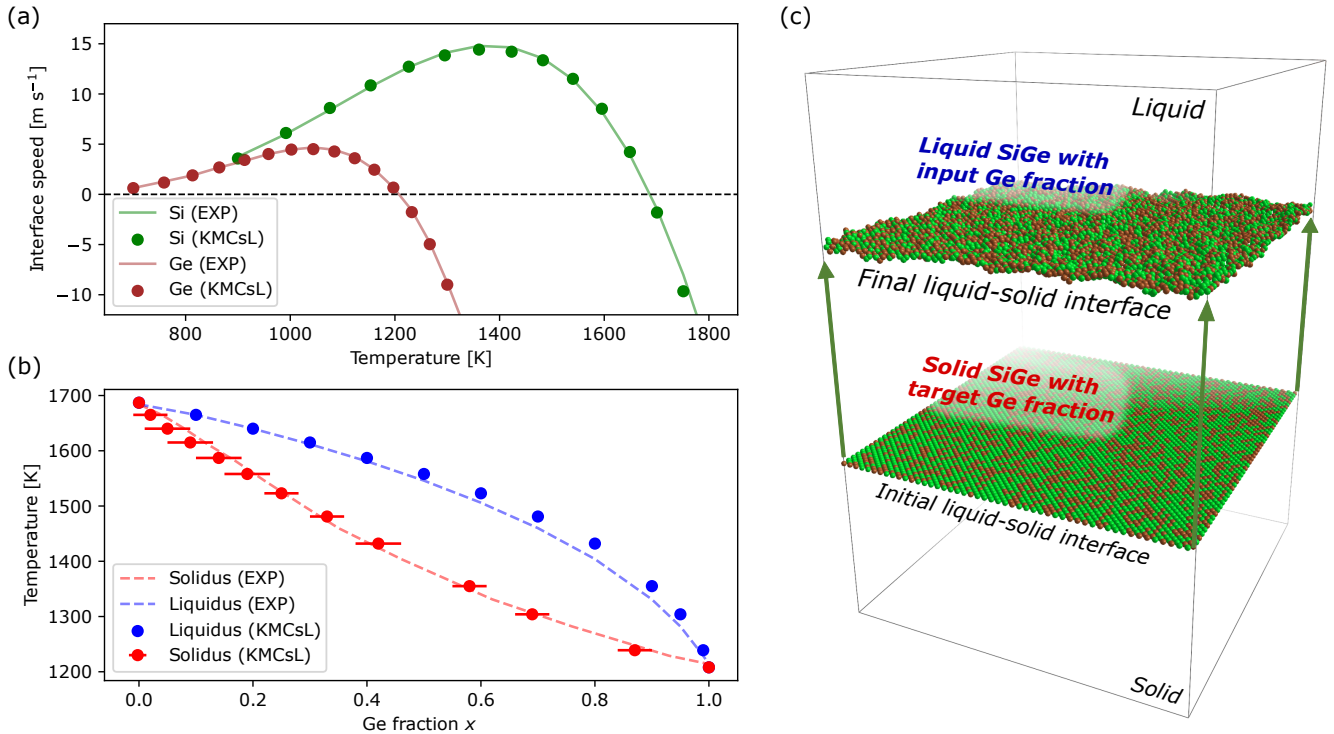 (a)
15
10
5
0
−5
−10
Interface speed [m s⁻¹]
Si (EXP)
Si (KMCsL)
Ge (EXP)
Ge (KMCsL)
800
1000
1200
1400
1600
1800
Temperature [K]
(b)
1700
1600
1500
1400
1300
1200
Temperature [K]
Solidus (EXP)
Liquidus (EXP)
Liquidus (KMCsL)
Solidus (KMCsL)
0.0
0.2
0.4
0.6
0.8
1.0
Ge fraction x
(c)
Liquid
Liquid SiGe with
input Ge fraction
Final liquid-solid interface
Solid SiGe with
target Ge fraction
Initial liquid-solid interface
Solid